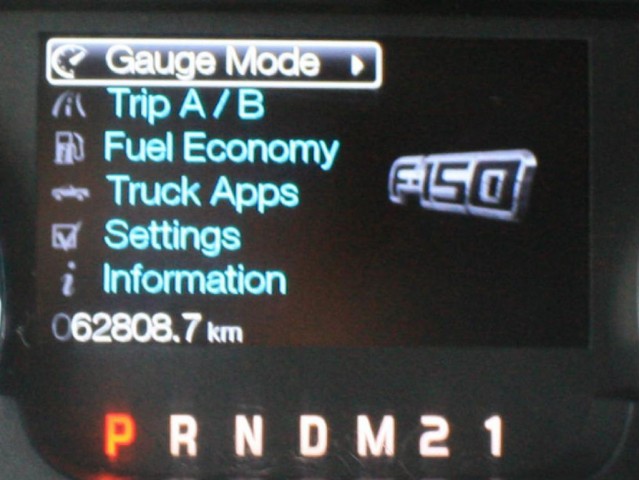 Gauge Mode
Trip A / B
Fuel Economy
Truck Apps
F-150
Settings
Information
062808.7 km
P R N D M 2 1